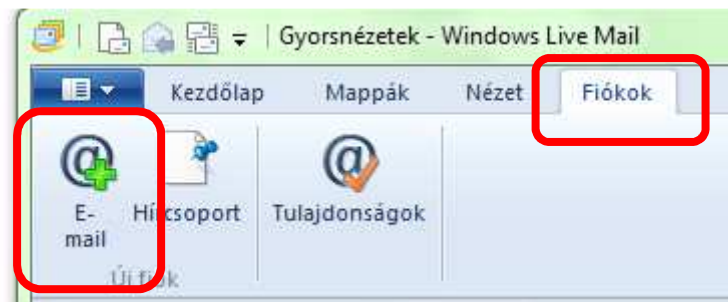 Gyorsnézetek - Windows Live Mail
Kezdőlap Mappák Nézet Fiókok
E-
mail
Hírcsoport
Tulajdonságok
Új fiók